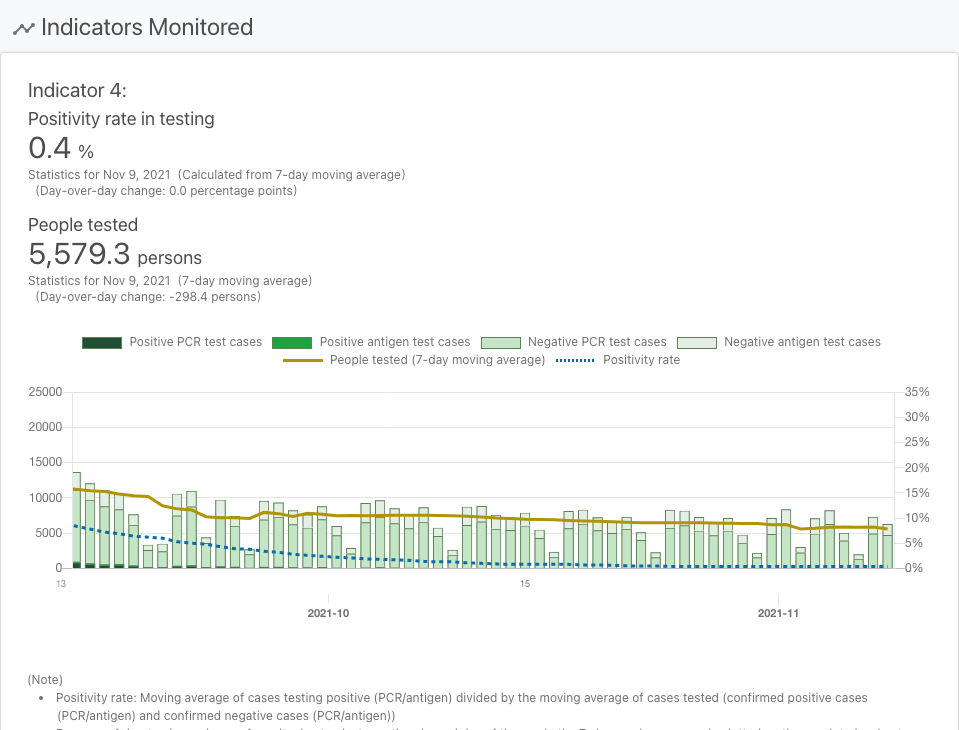 Indicators Monitored
Indicator 4:
Positivity rate in testing
0.4 %
Statistics for Nov 9, 2021 (Calculated from 7-day moving average)
(Day-over-day change: 0.0 percentage points)
People tested
5,579.3 persons
Statistics for Nov 9, 2021 (7-day moving average)
(Day-over-day change: -298.4 persons)
Positive PCR test cases Positive antigen test cases Negative PCR test cases Negative antigen test cases
People tested (7-day moving average) Positivity rate
25000 35%
30%
20000
25%
15000 20%
15%
10000
10%
5000
5%
0 0%
13 15
2021-10 2021-11
(Note)
• Positivity rate: Moving average of cases testing positive (PCR/antigen) divided by the moving average of cases tested (confirmed positive cases
(PCR/antigen) and confirmed negative cases (PCR/antigen))